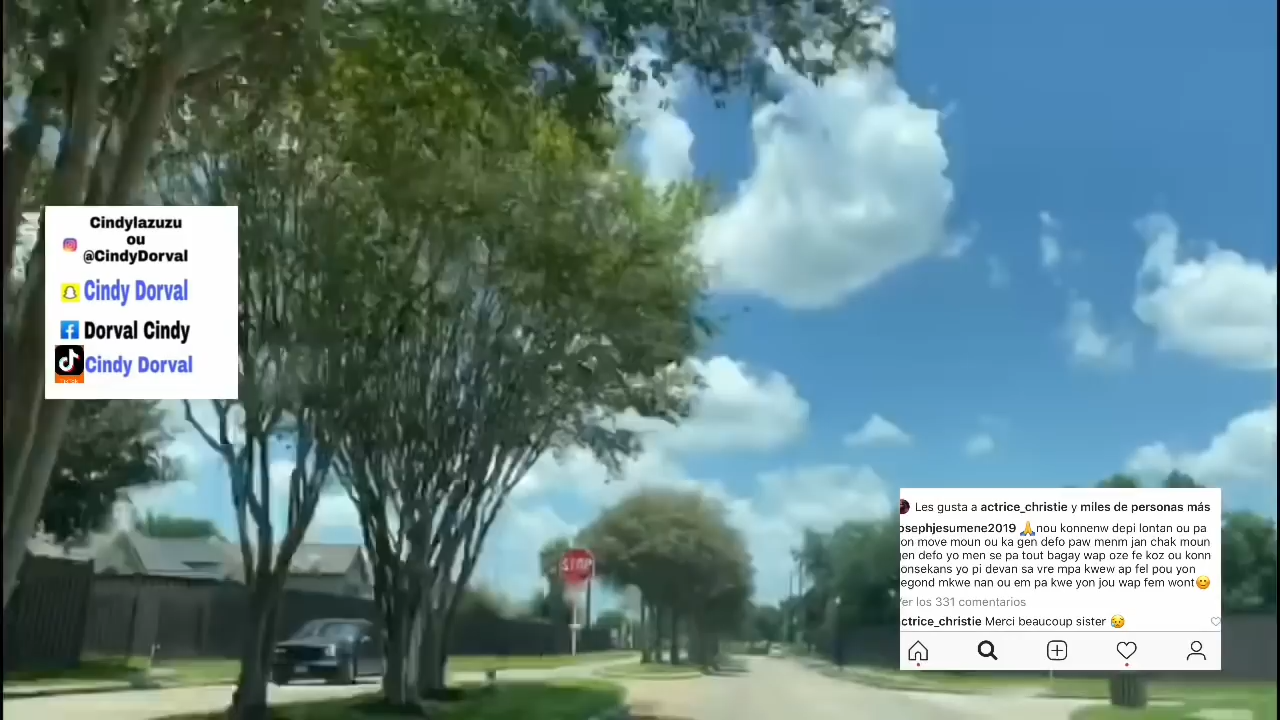 Cindylazuzu
ou
@CindyDorval
Cindy Dorval
Dorval Cindy
Cindy Dorval
STOP
Les gusta a actrice_christie y miles de personas más
osephjesumene2019 🙏nou konnenw depi lontan ou pa
on move moun ou ka gen defo paw menm jan chak moun
gen defo yo men se pa tout bagay wap oze fe koz ou konn
onsekans yo pi devan sa vre mpa kwew ap fel pou yon
egond mkwe nan ou em pa kwe yon jou wap fem wont😊
Ver los 331 comentarios
ctrice_christie Merci beaucoup sister 😥